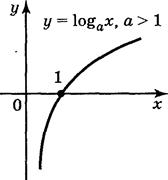 y
y = logₐx, a > 1
1
0
x